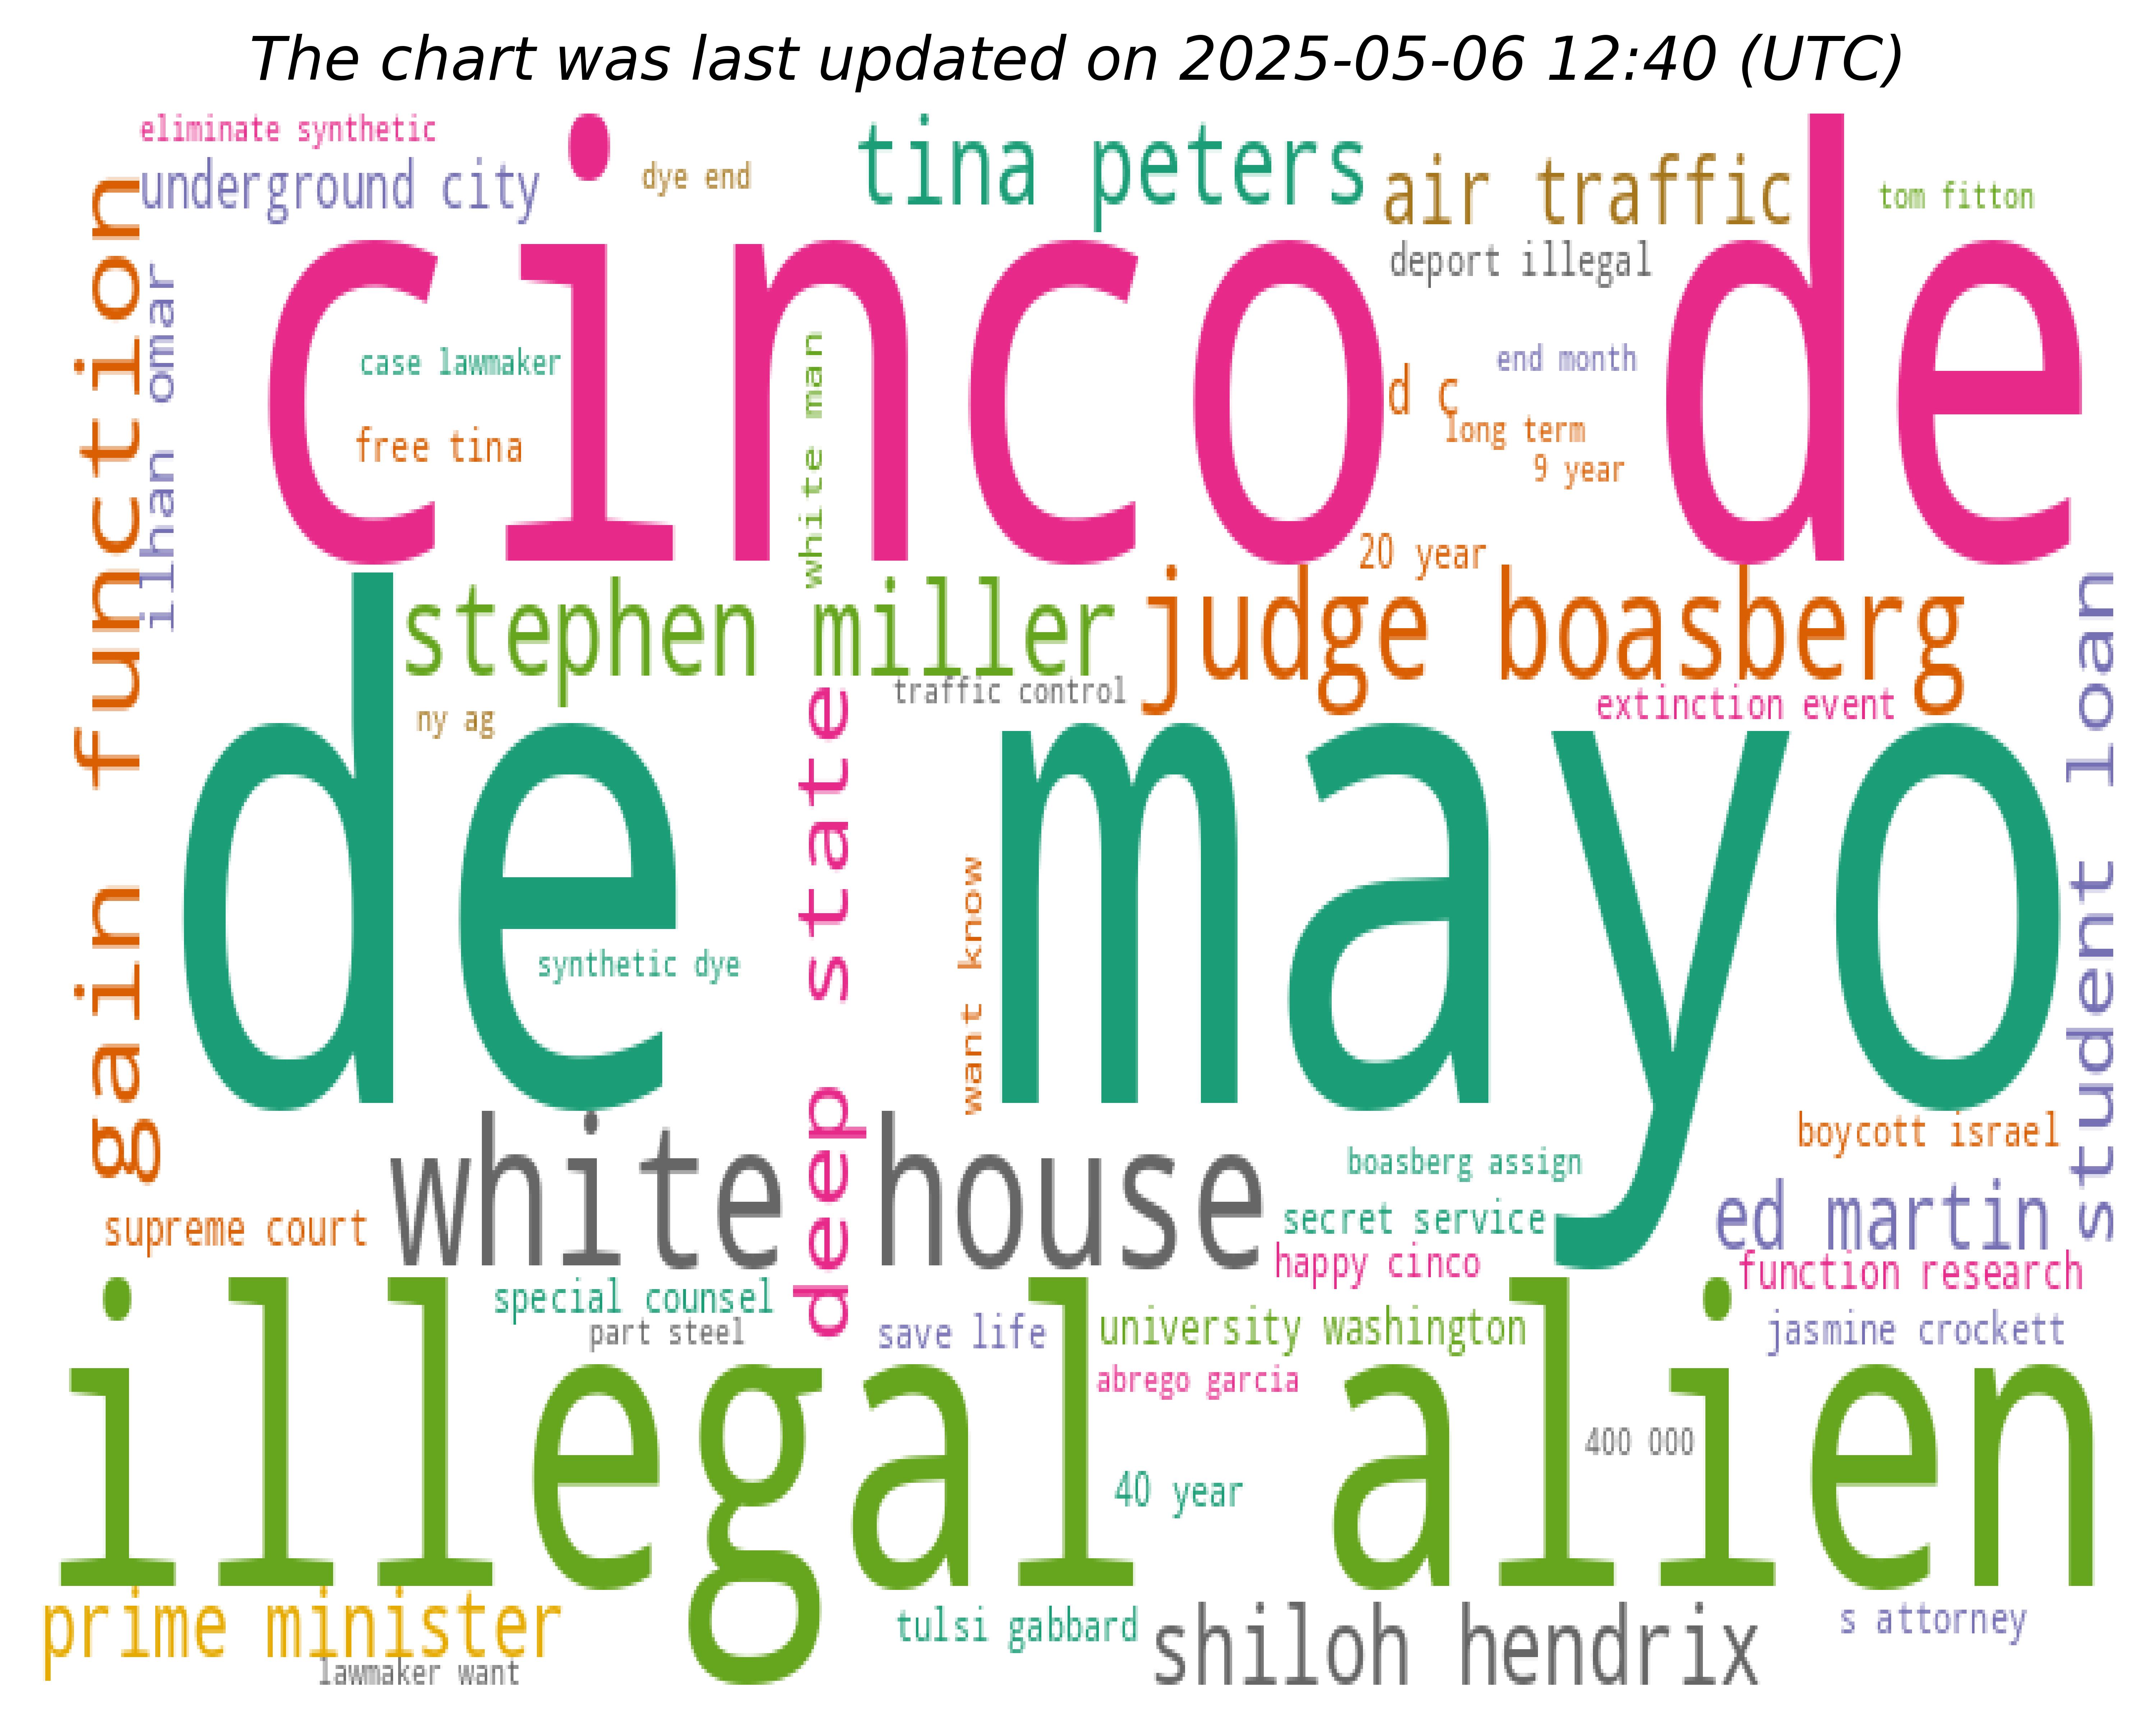 The chart was last updated on 2025-05-06 12:40 (UTC)
eliminate synthetic
underground city
dye end
tina peters
air traffic
tom fitton
cinco de
deport illegal
gain function
ilhan omar
case lawmaker
free tina
white man
d c
end month
long term
9 year
20 year
stephen miller
judge boasberg
traffic control
ny ag
extinction event
student loan
de mayo
deep state
synthetic dye
want know
white house
boycott israel
boasberg assign
supreme court
secret service
ed martin
happy cinco
function research
special counsel
part steel
save life
university washington
jasmine crockett
abrego garcia
illegal alien
400 000
40 year
prime minister
lawmaker want
tulsi gabbard
shiloh hendrix
s attorney